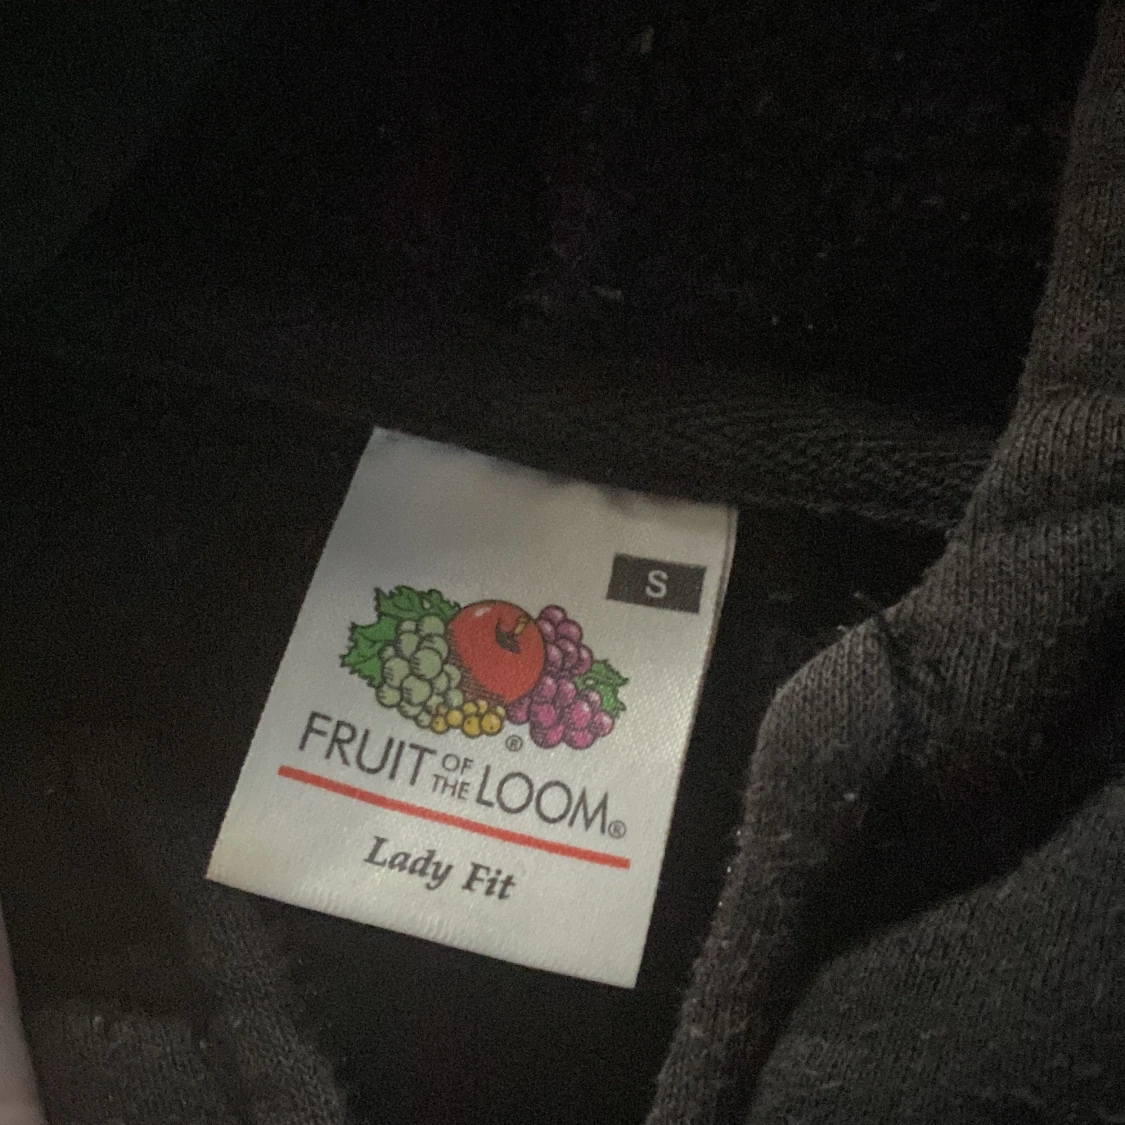 S
®
FRUIT OF THE LOOM®
Lady Fit